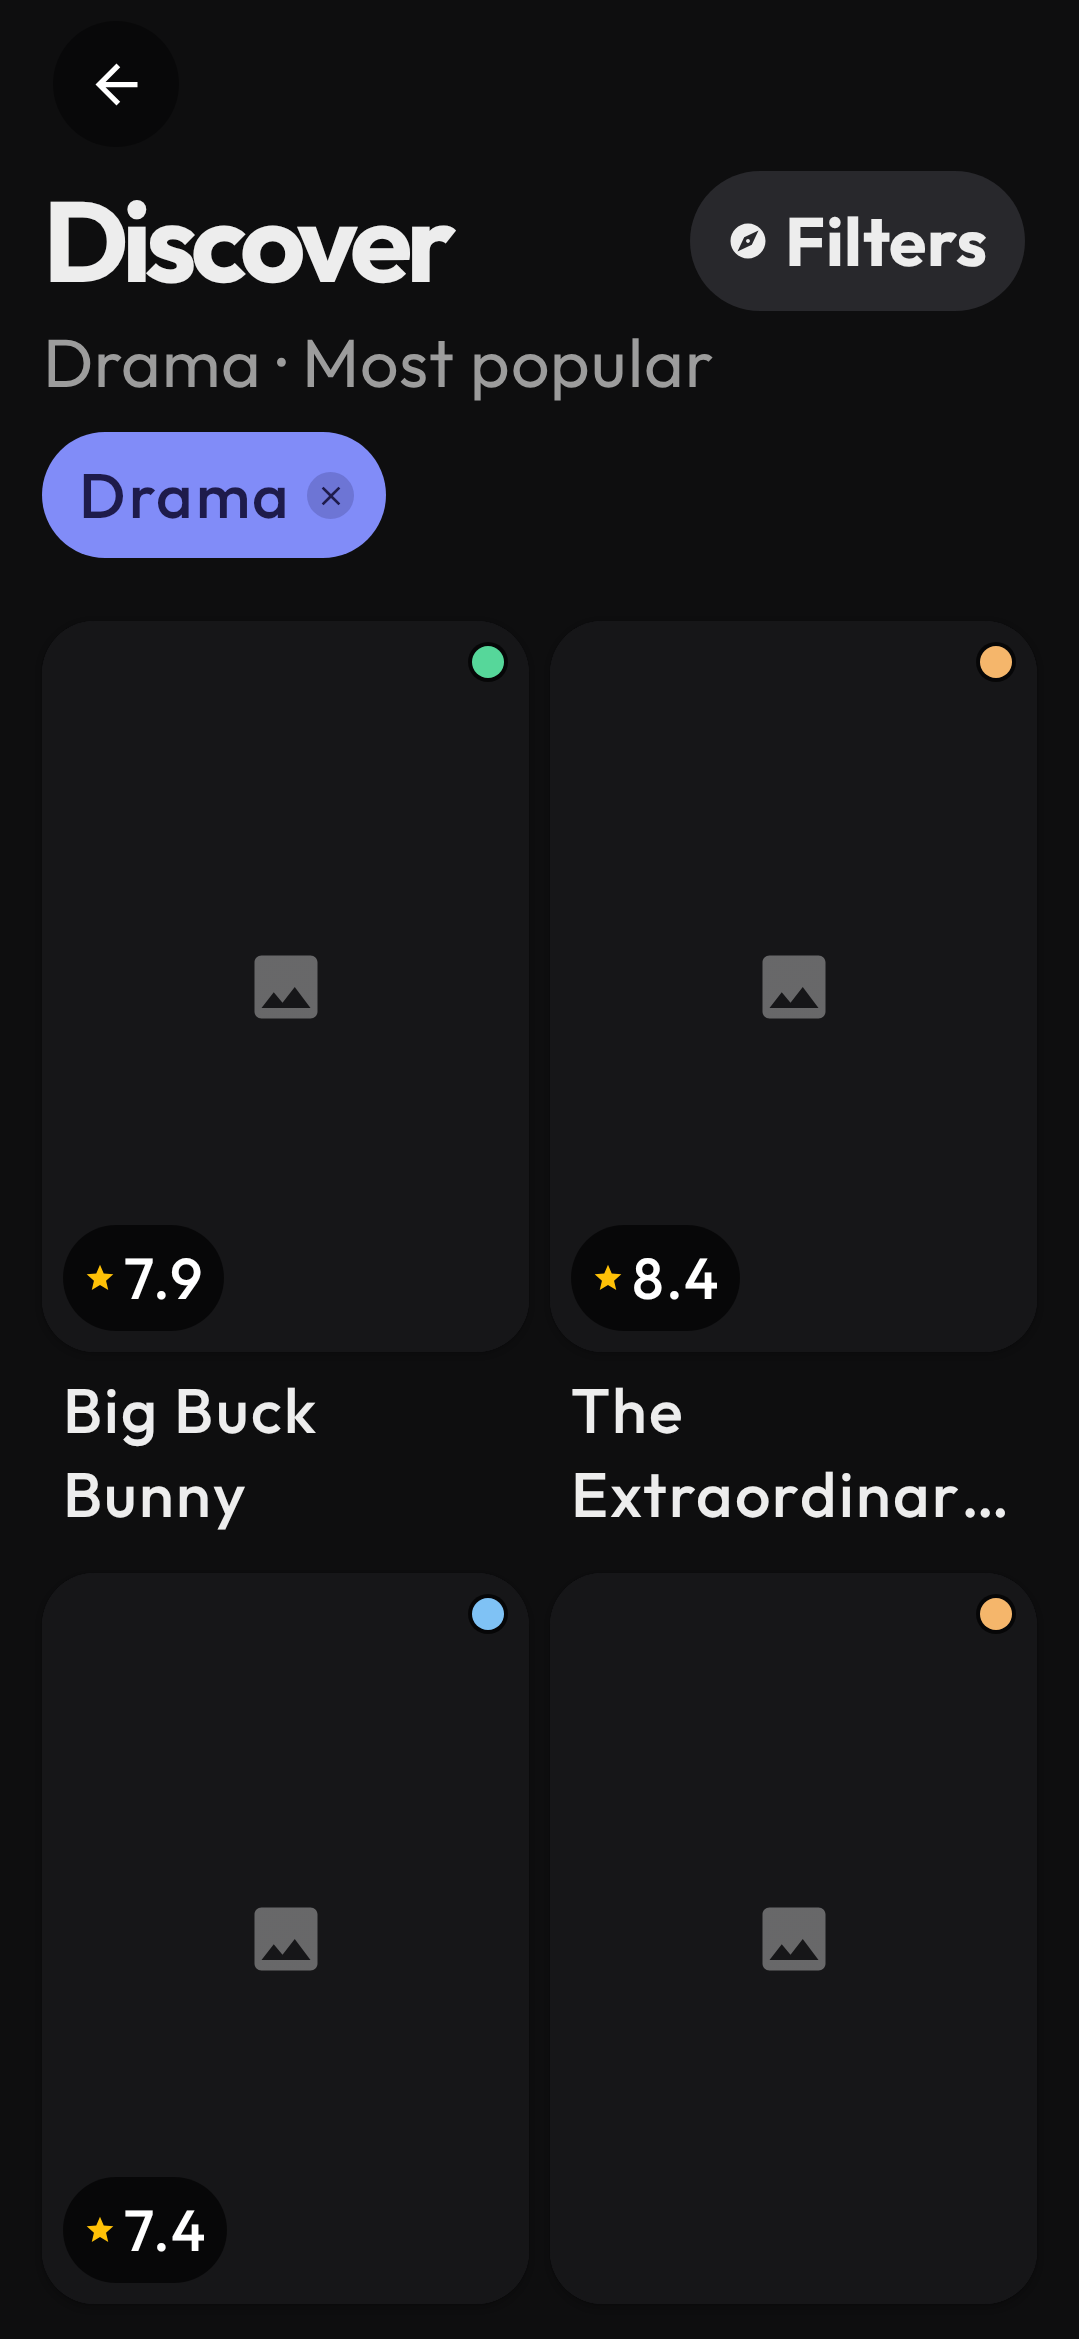 Discover
Filters
Drama · Most popular
Drama
7.9
8.4
Big Buck
Bunny
The
Extraordinar...
7.4